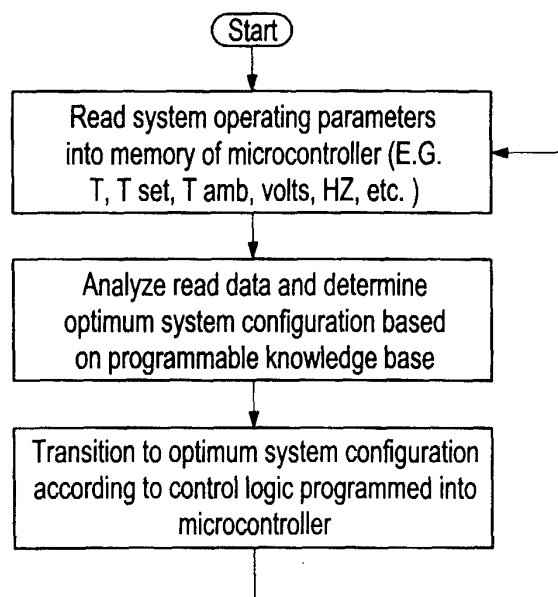 Start
Read system operating parameters
into memory of microcontroller (E.G.
T, T set, T amb, volts, HZ, etc. )
Analyze read data and determine
optimum system configuration based
on programmable knowledge base
Transition to optimum system configuration
according to control logic programmed into
microcontroller